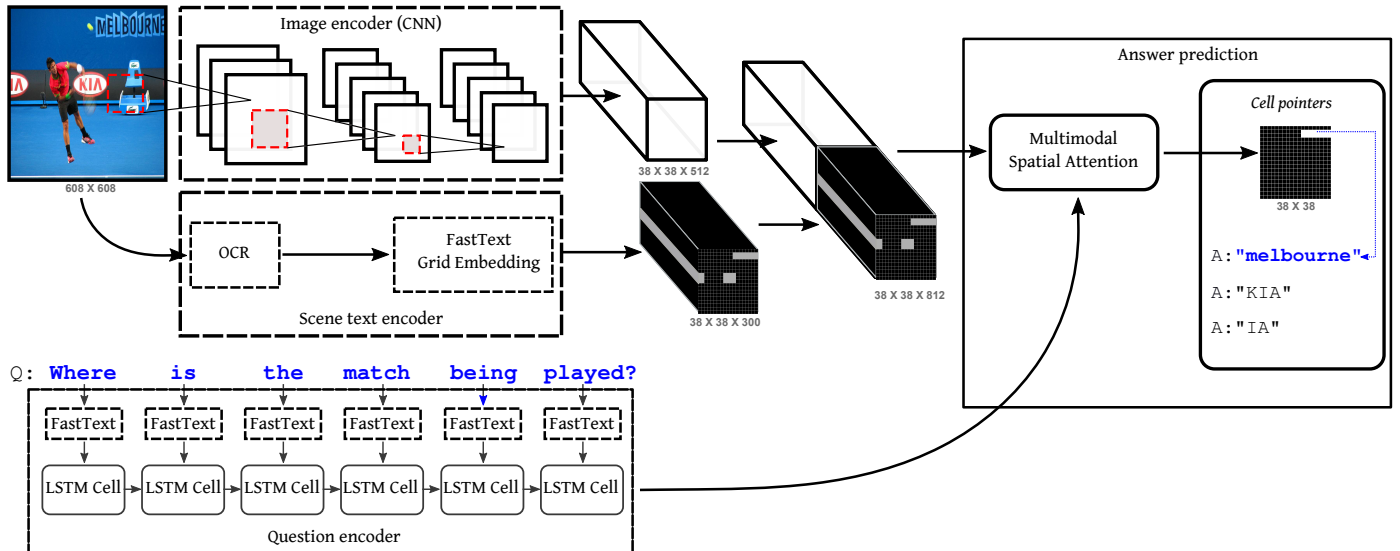 MELBOURNE
KIA
IA
608 X 608
Image encoder (CNN)
38 X 38 X 512
OCR
FastText
Grid Embedding
Scene text encoder
38 X 38 X 300
38 X 38 X 812
Answer prediction
Multimodal
Spatial Attention
Cell pointers
38 X 38
A:"melbourne"
A:"KIA"
A:"IA"
Q: Where is the match being played?
FastText FastText FastText FastText FastText FastText
LSTM Cell LSTM Cell LSTM Cell LSTM Cell LSTM Cell LSTM Cell
Question encoder